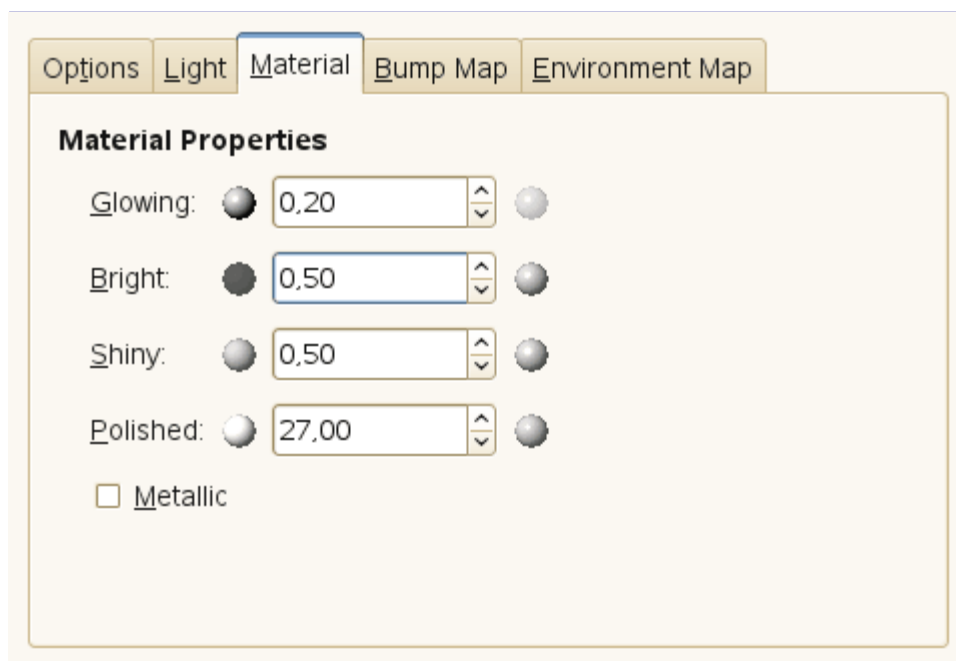 Options Light Material Bump Map Environment Map
Material Properties
Glowing: 0,20
Bright: 0,50
Shiny: 0,50
Polished: 27,00
Metallic